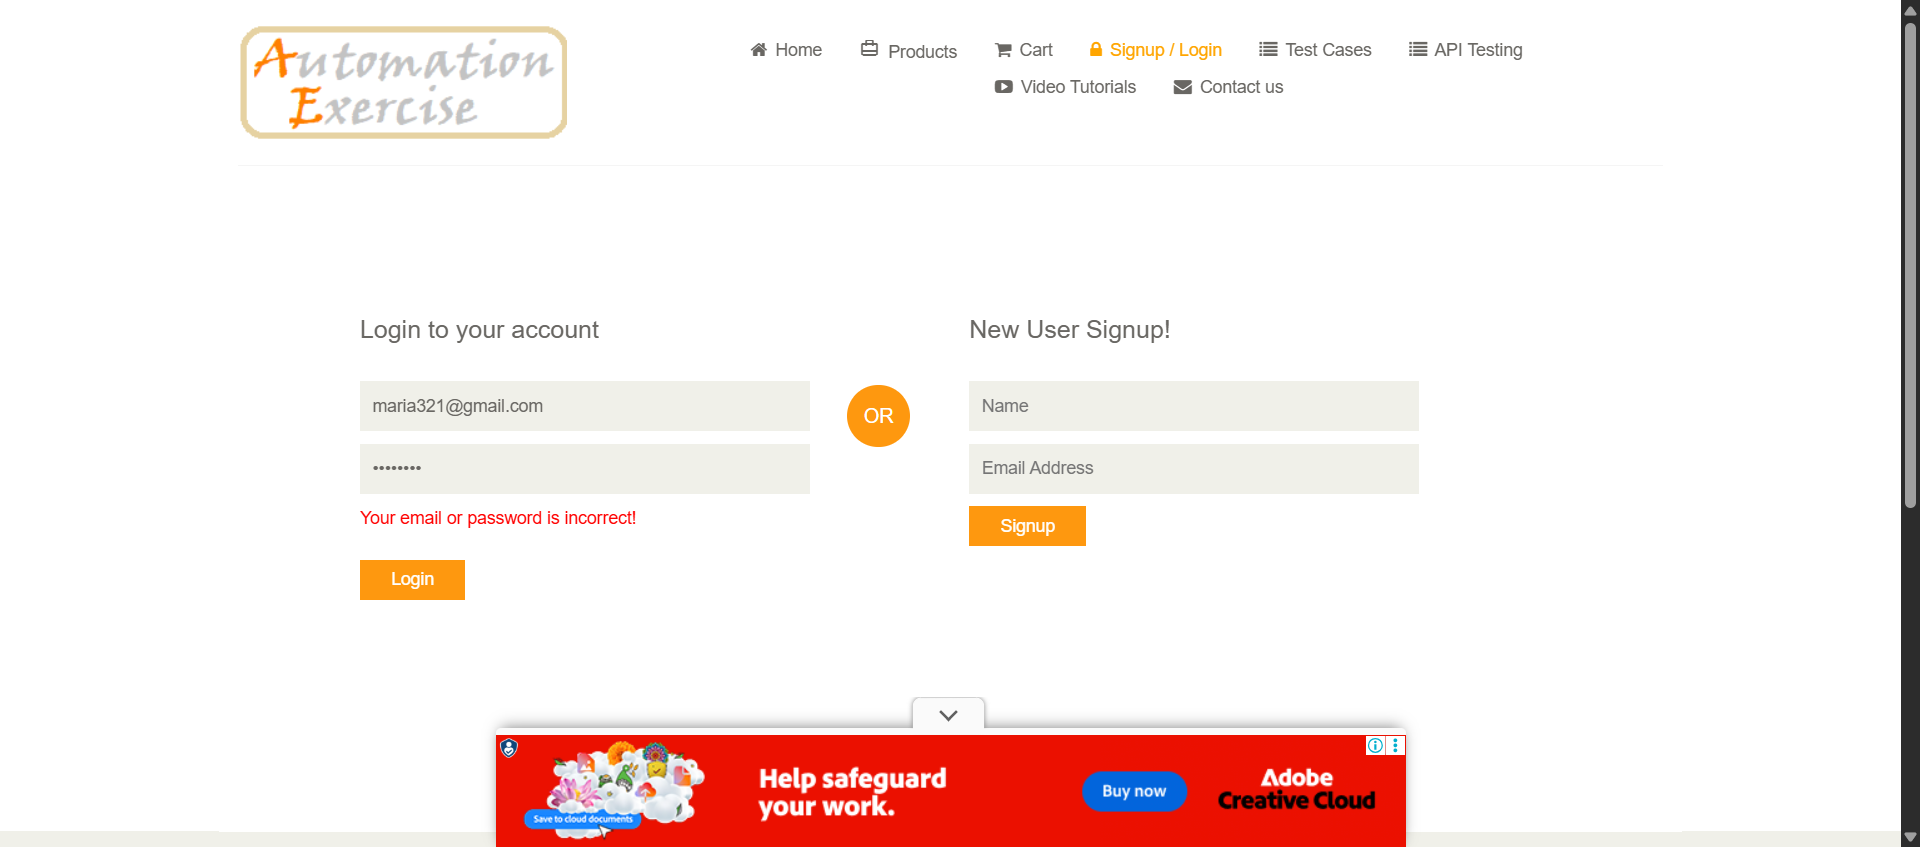 Automation
Exercise
Home
Products
Cart
Signup / Login
Test Cases
API Testing
Video Tutorials
Contact us
Login to your account
maria321@gmail.com
••••••••
Your email or password is incorrect!
Login
OR
New User Signup!
Name
Email Address
Signup
Save to cloud documents
Help safeguard
your work.
Buy now
Adobe
Creative Cloud